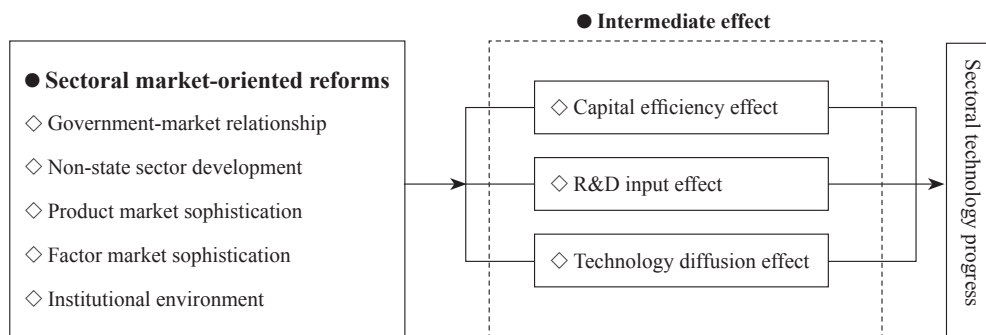 ● Sectoral market-oriented reforms
◇ Government-market relationship
◇ Non-state sector development
◇ Product market sophistication
◇ Factor market sophistication
◇ Institutional environment
● Intermediate effect
◇ Capital efficiency effect
◇ R&D input effect
◇ Technology diffusion effect
Sectoral technology
progress